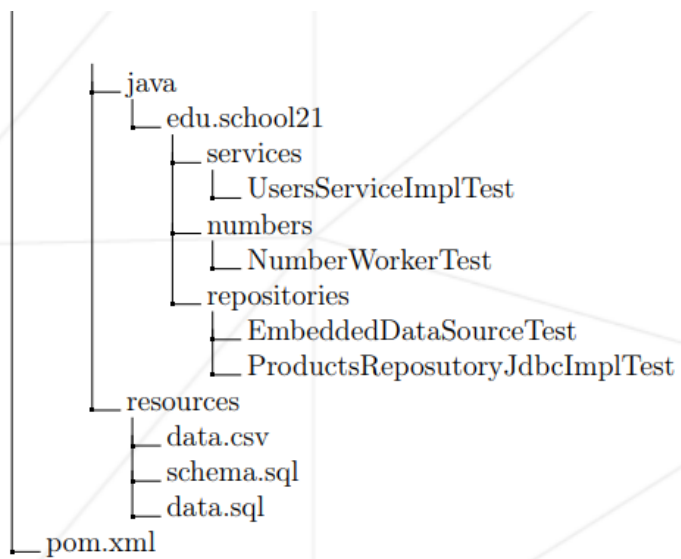 java
edu.school21
services
UsersServiceImplTest
numbers
NumberWorkerTest
repositories
EmbeddedDataSourceTest
ProductsReposutoryJdbcImplTest
resources
data.csv
schema.sql
data.sql
pom.xml